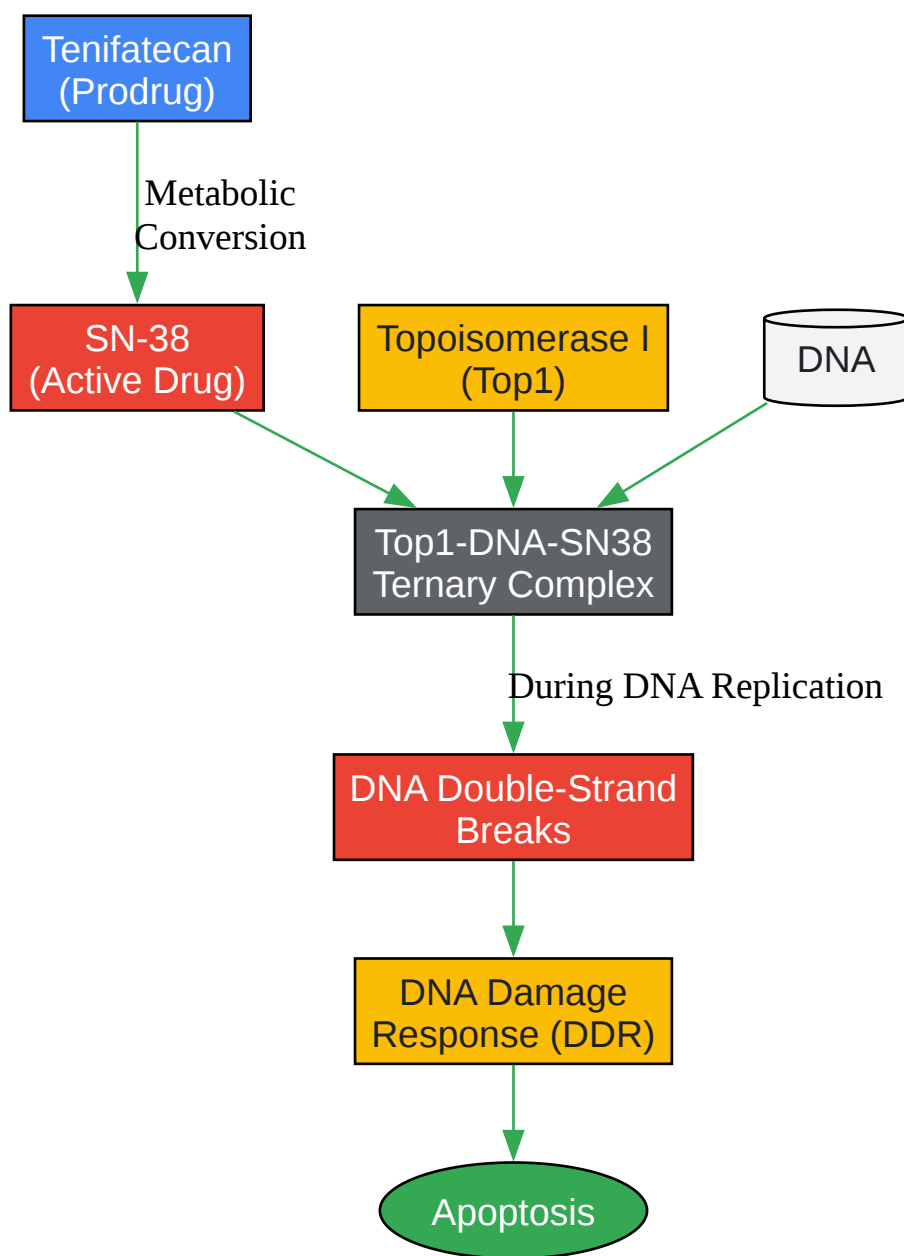 Tenifatecan
(Prodrug)
Metabolic
Conversion
SN-38
(Active Drug)
Topoisomerase I
(Top1)
DNA
Top1-DNA-SN38
Ternary Complex
During DNA Replication
DNA Double-Strand
Breaks
DNA Damage
Response (DDR)
Apoptosis